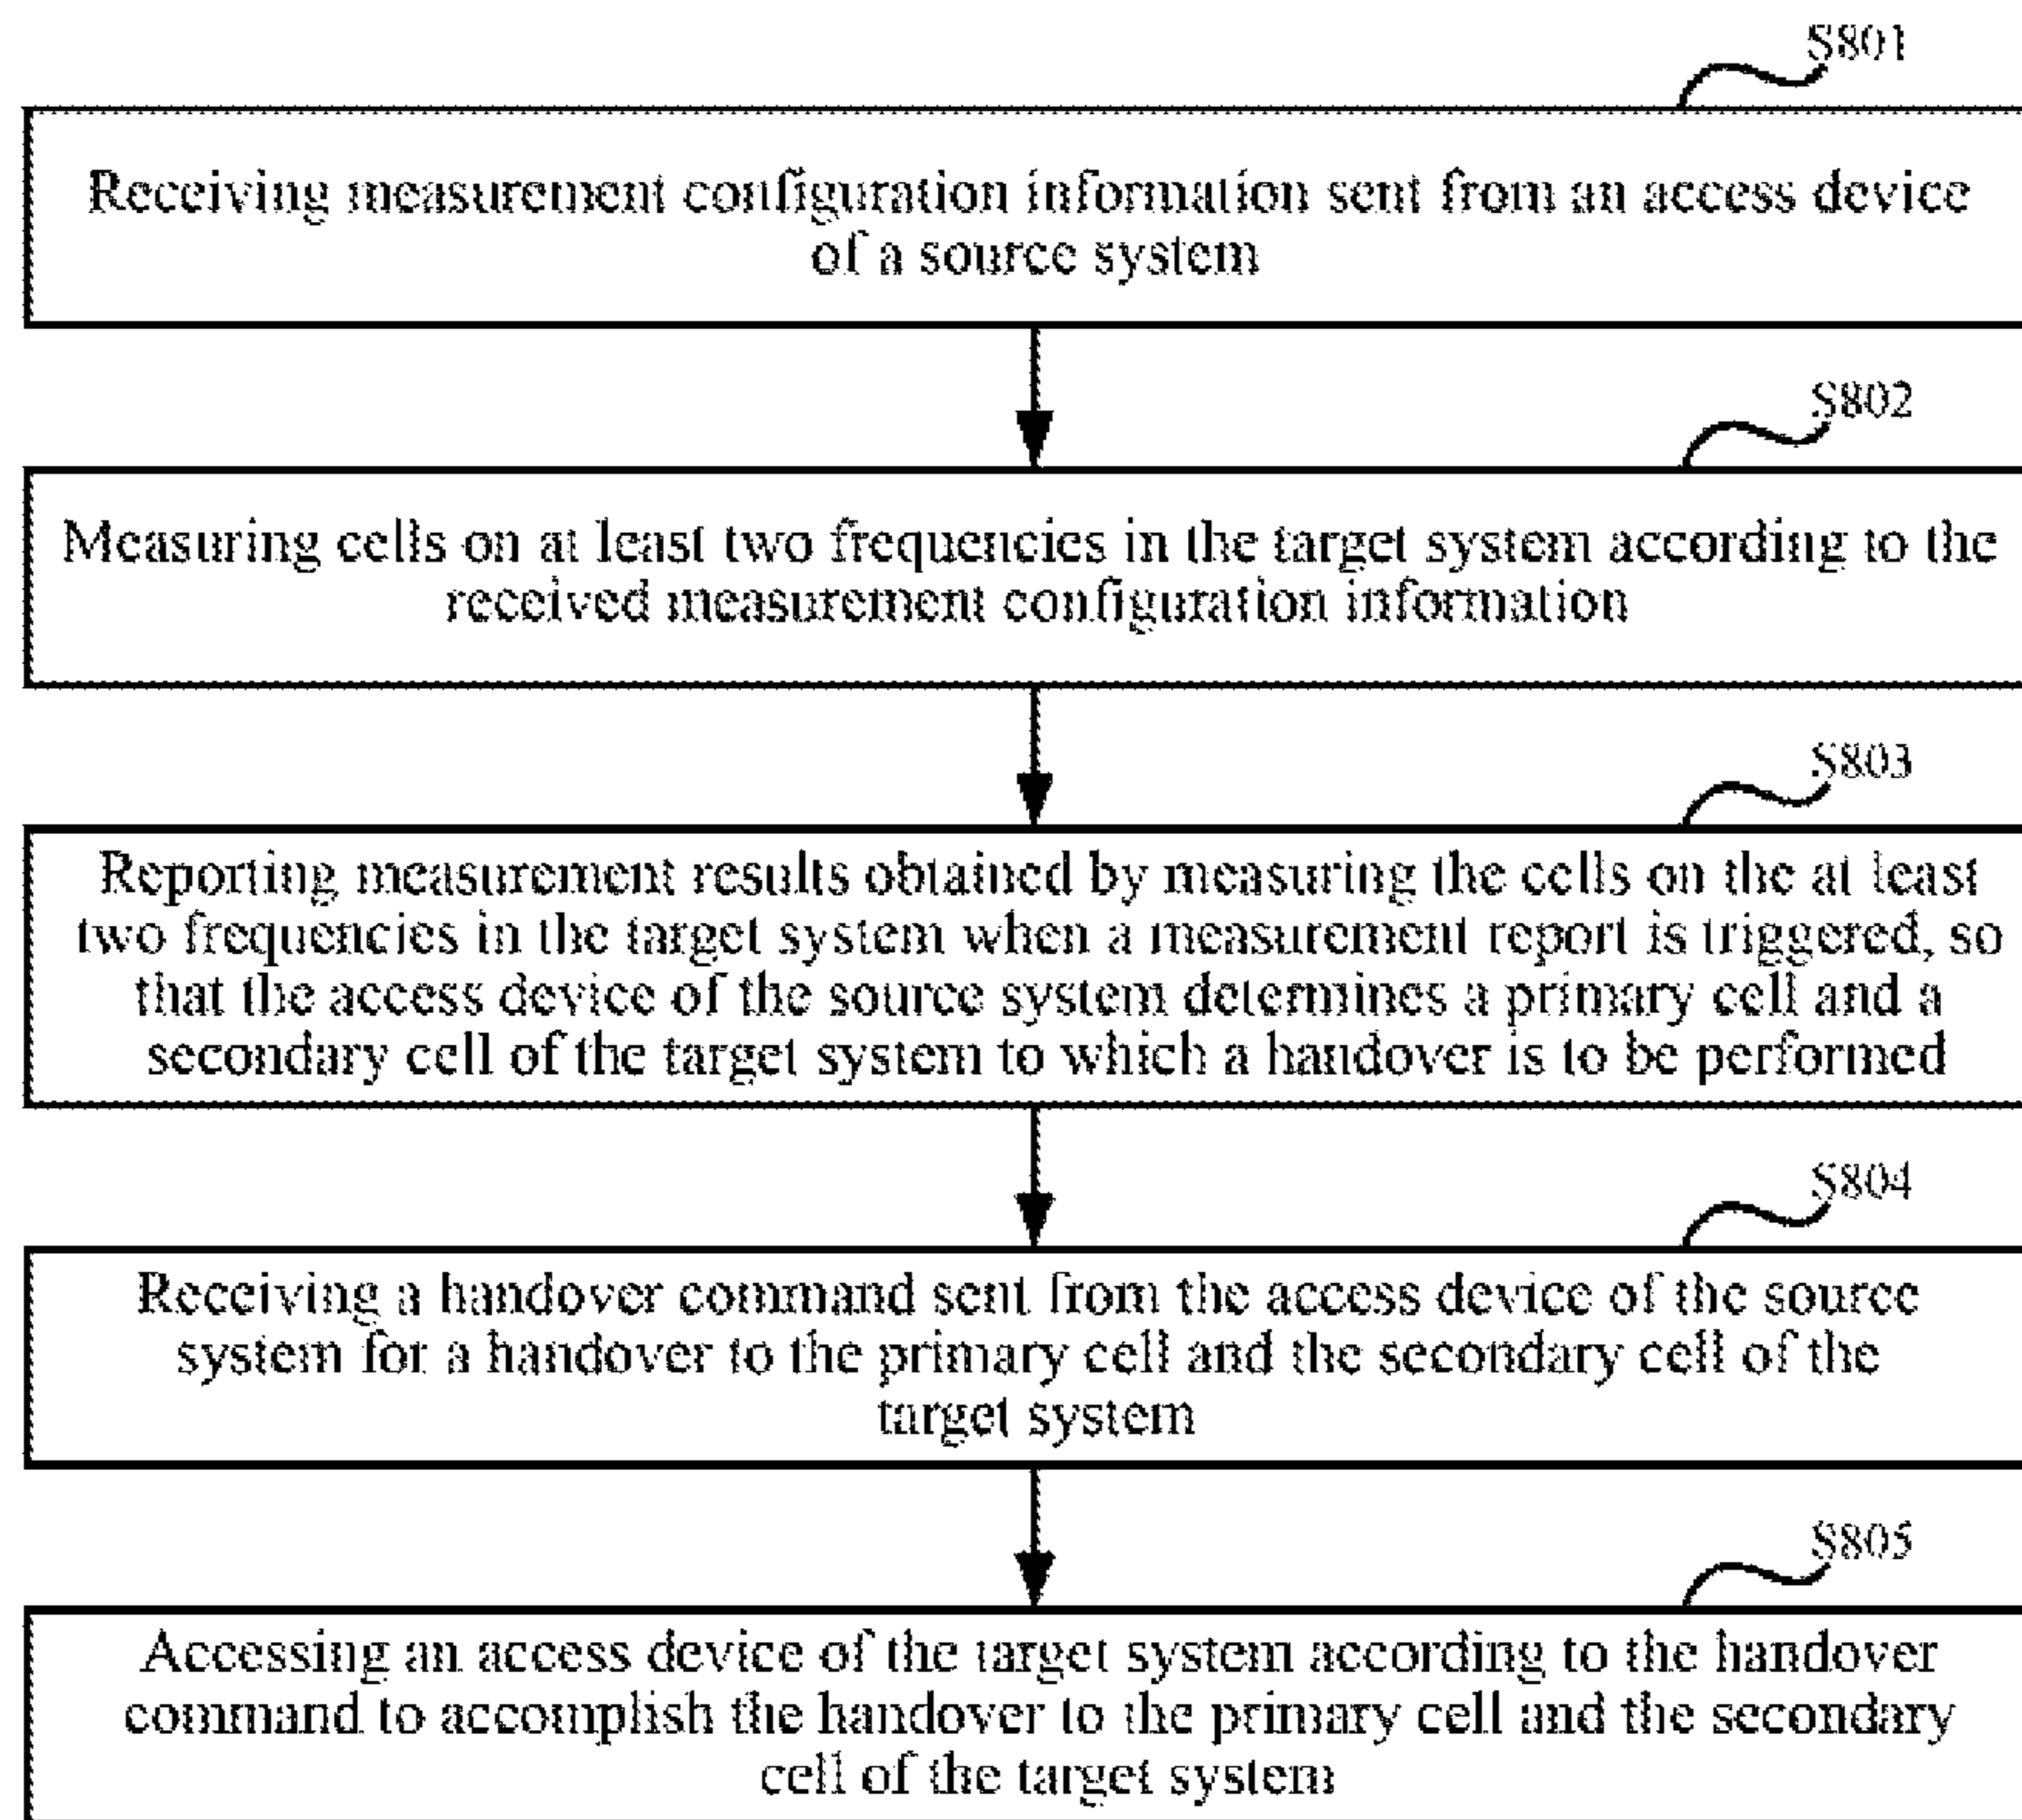 S801
Receiving measurement configuration information sent from an access device
of a source system
S802
Measuring cells on at least two frequencies in the target system according to the
received measurement configuration information
S803
Reporting measurement results obtained by measuring the cells on the at least
two frequencies in the target system when a measurement report is triggered, so
that the access device of the source system determines a primary cell and a
secondary cell of the target system to which a handover is to be performed
S804
Receiving a handover command sent from the access device of the source
system for a handover to the primary cell and the secondary cell of the
target system
S805
Accessing an access device of the target system according to the handover
command to accomplish the handover to the primary cell and the secondary
cell of the target system